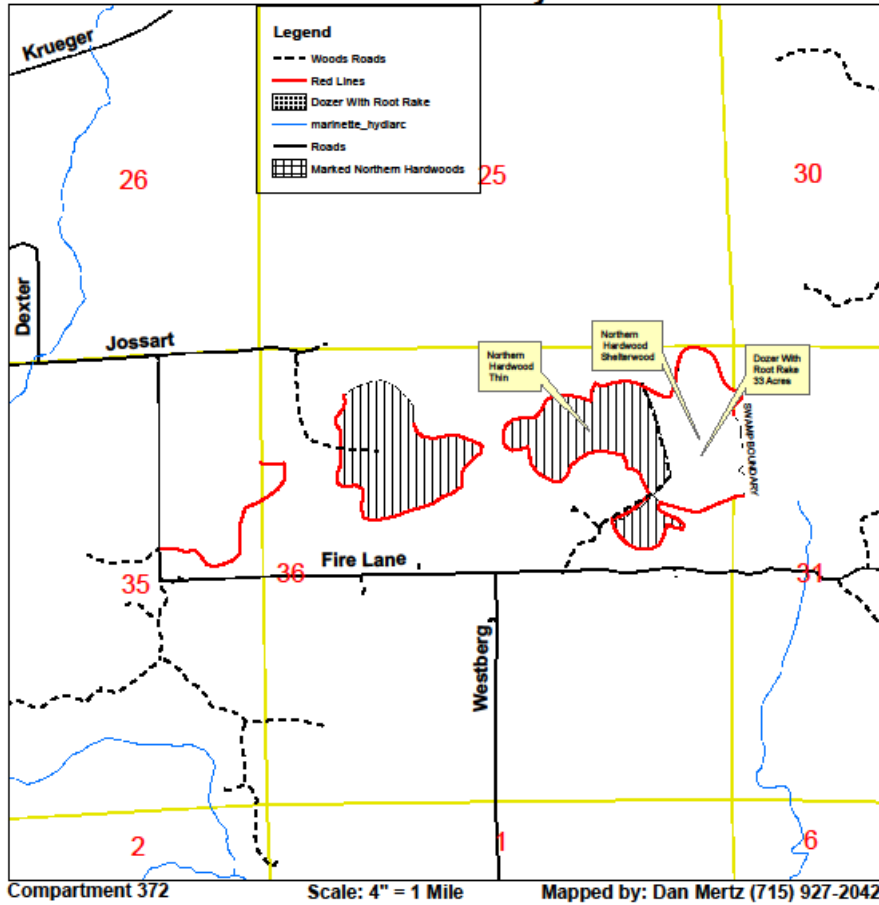 Krueger
Legend
Woods Roads
Red Lines
Dozer With Root Rake
marinette_hydlarc
Roads
Marked Northern Hardwoods
26
25
30
Dexter
Jossart
Northern
Hardwood
Thin
Northern
Hardwood
Shelterwood
Dozer With
Root Rake
33 Acres
SWAMP BOUNDARY
Fire Lane
35
36
31
Westberg
2
1
6
Compartment 372
Scale: 4" = 1 Mile
Mapped by: Dan Mertz (715) 927-2042